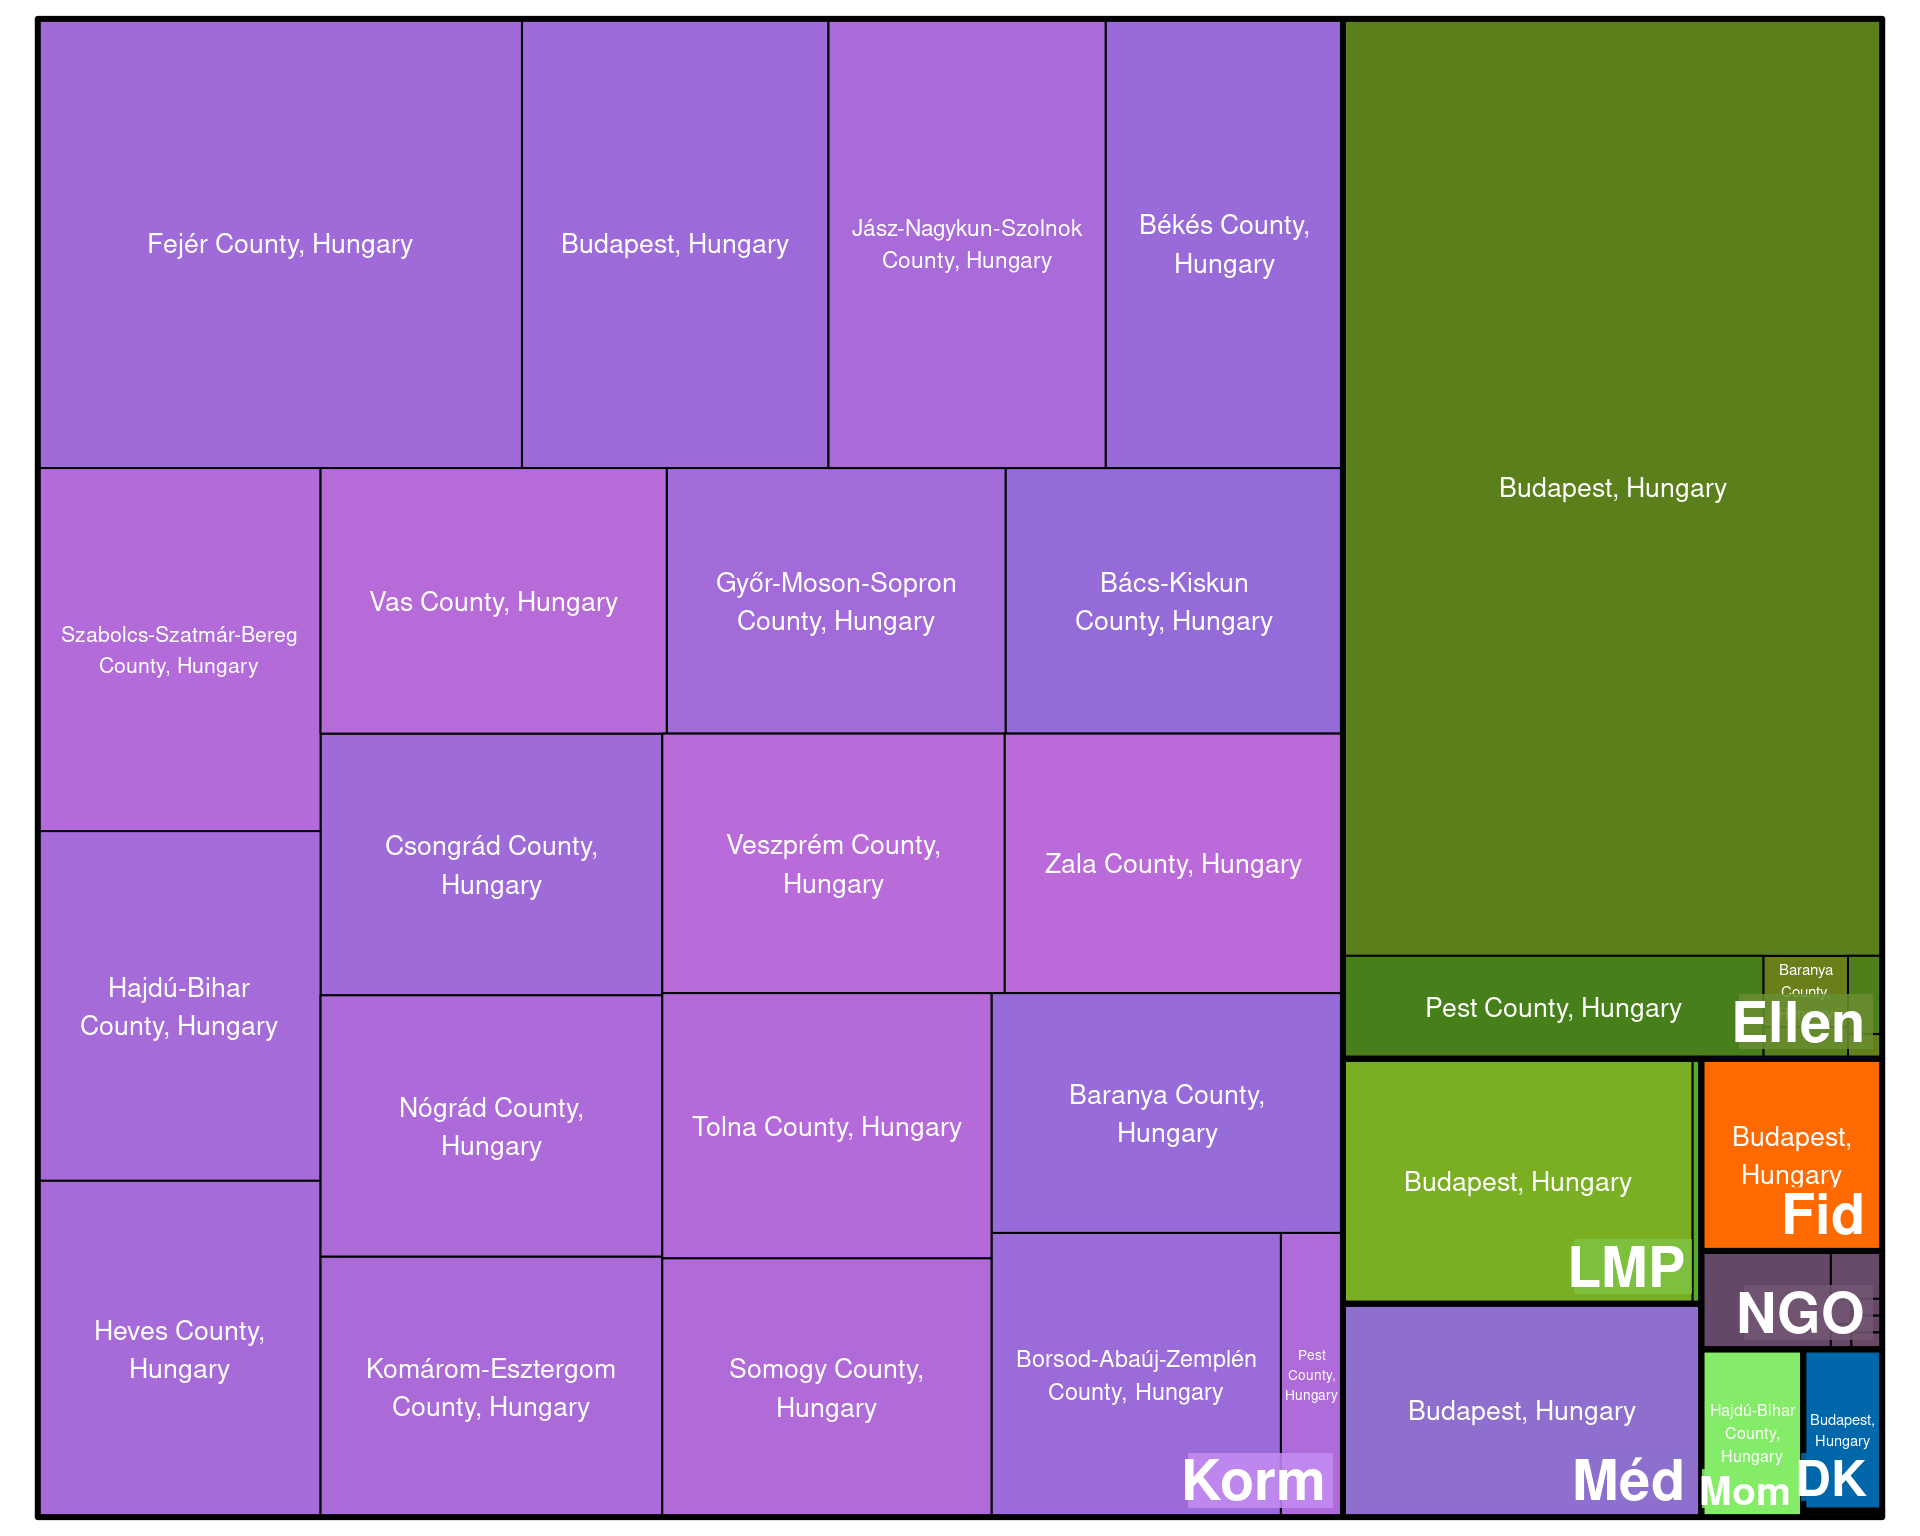 Fejér County, Hungary
Budapest, Hungary
Jász-Nagykun-Szolnok
County, Hungary
Békés County,
Hungary
Szabolcs-Szatmár-Bereg
County, Hungary
Vas County, Hungary
Győr-Moson-Sopron
County, Hungary
Bács-Kiskun
County, Hungary
Hajdú-Bihar
County, Hungary
Csongrád County,
Hungary
Veszprém County,
Hungary
Zala County, Hungary
Heves County,
Hungary
Nógrád County,
Hungary
Tolna County, Hungary
Baranya County,
Hungary
Komárom-Esztergom
County, Hungary
Somogy County,
Hungary
Borsod-Abaúj-Zemplén
County, Hungary
Pest
County,
Hungary
Korm
Budapest, Hungary
Pest County, Hungary
Baranya
County,
Ellen
Budapest, Hungary
LMP
Budapest,
Hungary
Fid
NGO
Budapest, Hungary
Méd
Hajdú-Bihar
County,
Hungary
Mom
Budapest,
Hungary
DK